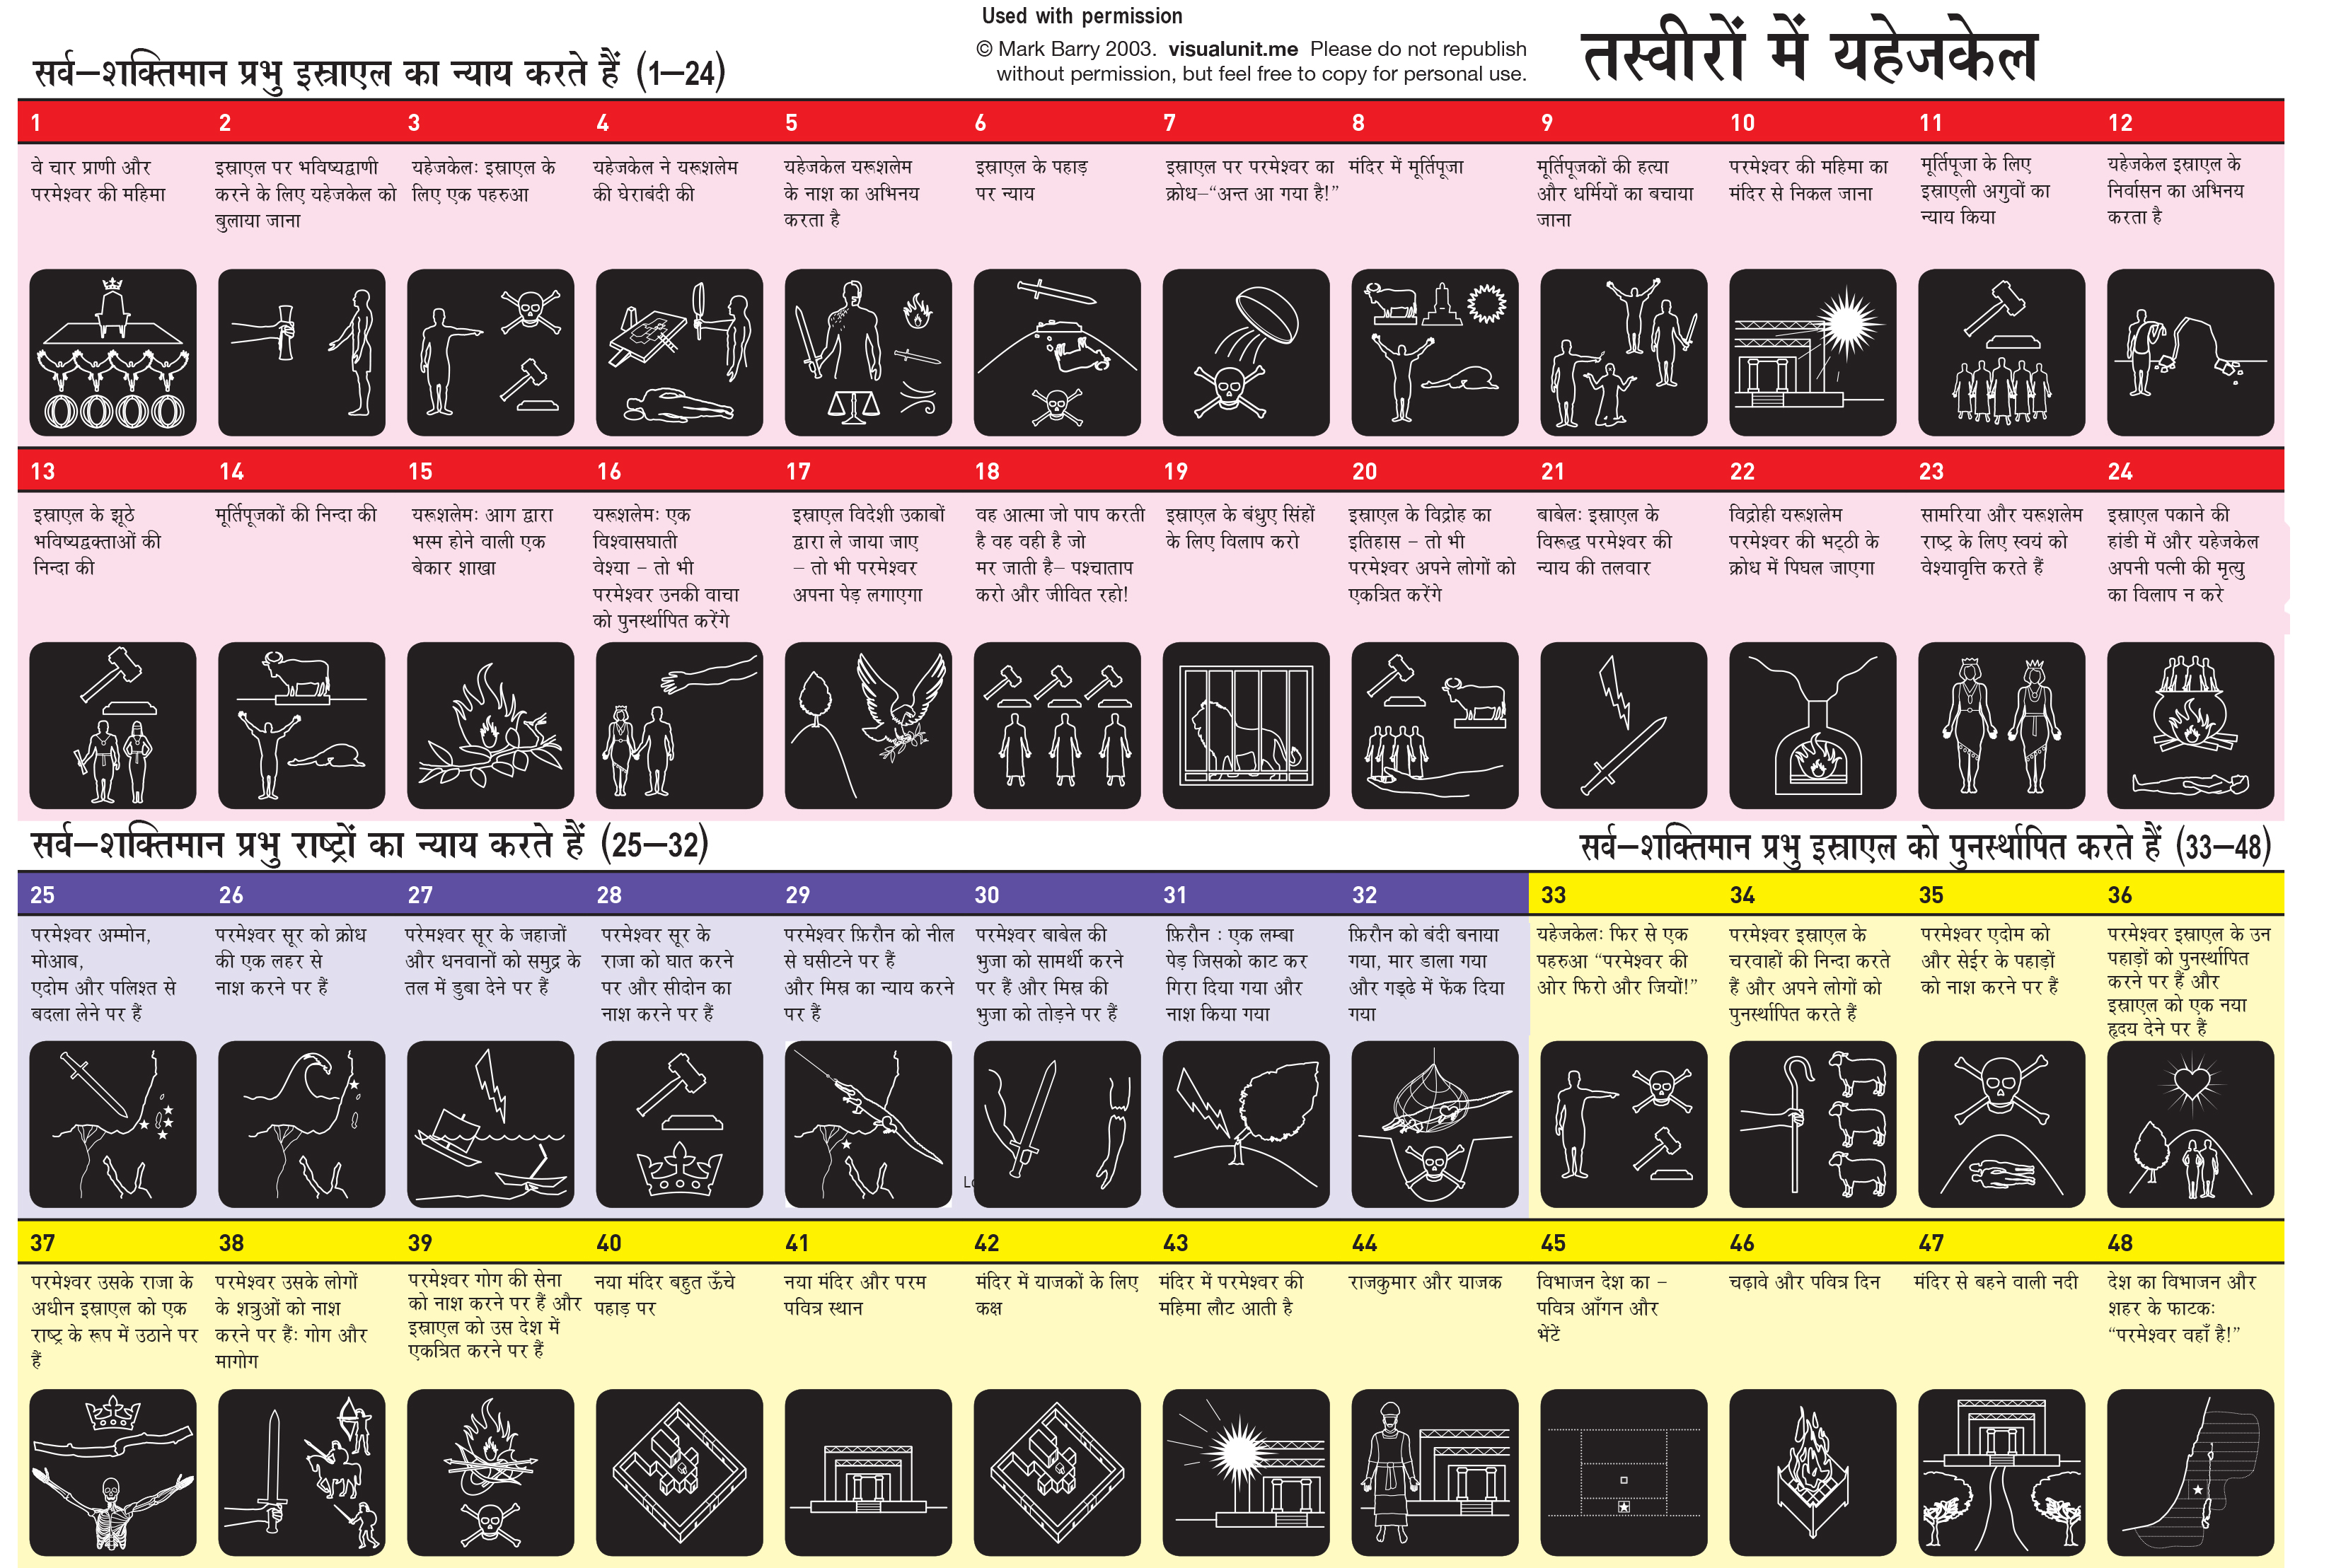 Used with permission
© Mark Barry 2003. visualunit.me Please do not republish
without permission, but feel free to copy for personal use.
तस्वीरों में यहेजकेल
सर्व–शक्तिमान प्रभु इस्राएल का न्याय करते हैं (1–24)
1
वे चार प्राणी और
परमेश्वर की महिमा
2
इस्राएल पर भविष्यद्वाणी
करने के लिए यहेजकेल को
बुलाया जाना
3
यहेजकेलः इस्राएल के
लिए एक पहरुआ
4
यहेजकेल ने यरूशलेम
की घेराबंदी की
5
यहेजकेल यरूशलेम
के नाश का अभिनय
करता है
6
इस्राएल के पहाड़
पर न्याय
7
इस्राएल पर परमेश्वर का
क्रोध–“अन्त आ गया है!”
8
मंदिर में मूर्तिपूजा
9
मूर्तिपूजकों की हत्या
और धर्मियों का बचाया
जाना
10
परमेश्वर की महिमा का
मंदिर से निकल जाना
11
मूर्तिपूजा के लिए
इस्राएली अगुवों का
न्याय किया
12
यहेजकेल इस्राएल के
निर्वासन का अभिनय
करता है
13
इस्राएल के झूठे
भविष्यद्वक्ताओं की
निन्दा की
14
मूर्तिपूजकों की निन्दा की
15
यरूशलेमः आग द्वारा
भस्म होने वाली एक
बेकार शाखा
16
यरूशलेमः एक
विश्वासघाती
वेश्या – तो भी
परमेश्वर उनकी वाचा
को पुनर्स्थापित करेंगे
17
इस्राएल विदेशी उकाबों
द्वारा ले जाया जाए
– तो भी परमेश्वर
अपना पेड़ लगाएगा
18
वह आत्मा जो पाप करती
है वह वही है जो
मर जाती है– पश्चाताप
करो और जीवित रहो!
19
इस्राएल के बंधुए सिंहों
के लिए विलाप करो
20
इस्राएल के विद्रोह का
इतिहास – तो भी
परमेश्वर अपने लोगों को
एकत्रित करेंगे
21
बाबेलः इस्राएल के
विरूद्ध परमेश्वर की
न्याय की तलवार
22
विद्रोही यरूशलेम
परमेश्वर की भट्ठी के
क्रोध में पिघल जाएगा
23
सामरिया और यरूशलेम
राष्ट्र के लिए स्वयं को
वेश्यावृत्ति करते हैं
24
इस्राएल पकाने की
हांडी में और यहेजकेल
अपनी पत्नी की मृत्यु
का विलाप न करे
सर्व–शक्तिमान प्रभु राष्ट्रों का न्याय करते हैं (25–32)
सर्व–शक्तिमान प्रभु इस्राएल को पुनर्स्थापित करते हैं (33–48)
25
परमेश्वर अम्मोन,
मोआब,
एदोम और पलिश्त से
बदला लेने पर हैं
26
परमेश्वर सूर को क्रोध
की एक लहर से
नाश करने पर हैं
27
परेमश्वर सूर के जहाजों
और धनवानों को समुद्र के
तल में डुबा देने पर हैं
28
परमेश्वर सूर के
राजा को घात करने
पर और सीदोन का
नाश करने पर हैं
29
परमेश्वर फ़िरौन को नील
से घसीटने पर हैं
और मिस्र का न्याय करने
पर हैं
30
परमेश्वर बाबेल की
भुजा को सामर्थी करने
पर हैं और मिस्र की
भुजा को तोड़ने पर हैं
31
फ़िरौन : एक लम्बा
पेड़ जिसको काट कर
गिरा दिया गया और
नाश किया गया
32
फ़िरौन को बंदी बनाया
गया, मार डाला गया
और गड्ढे में फेंक दिया
गया
33
यहेजकेलः फिर से एक
पहरुआ “परमेश्वर की
ओर फिरो और जियों!”
34
परमेश्वर इस्राएल के
चरवाहों की निन्दा करते
हैं और अपने लोगों को
पुनर्स्थापित करते हैं
35
परमेश्वर एदोम को
और सेईर के पहाड़ों
को नाश करने पर हैं
36
परमेश्वर इस्राएल के उन
पहाड़ों को पुनर्स्थापित
करने पर हैं और
इस्राएल को एक नया
हृदय देने पर हैं
37
परमेश्वर उसके राजा के
अधीन इस्राएल को एक
राष्ट्र के रूप में उठाने पर
हैं
38
परमेश्वर उसके लोगों
के शत्रुओं को नाश
करने पर हैंः गोग और
मागोग
39
परमेश्वर गोग की सेना
को नाश करने पर हैं और
इस्राएल को उस देश में
एकत्रित करने पर हैं
40
नया मंदिर बहुत ऊँचे
पहाड़ पर
41
नया मंदिर और परम
पवित्र स्थान
42
मंदिर में याजकों के लिए
कक्ष
43
मंदिर में परमेश्वर की
महिमा लौट आती है
44
राजकुमार और याजक
45
विभाजन देश का –
पवित्र आँगन और
भेंटें
46
चढ़ावे और पवित्र दिन
47
मंदिर से बहने वाली नदी
48
देश का विभाजन और
शहर के फाटकः
“परमेश्वर वहाँ है!”